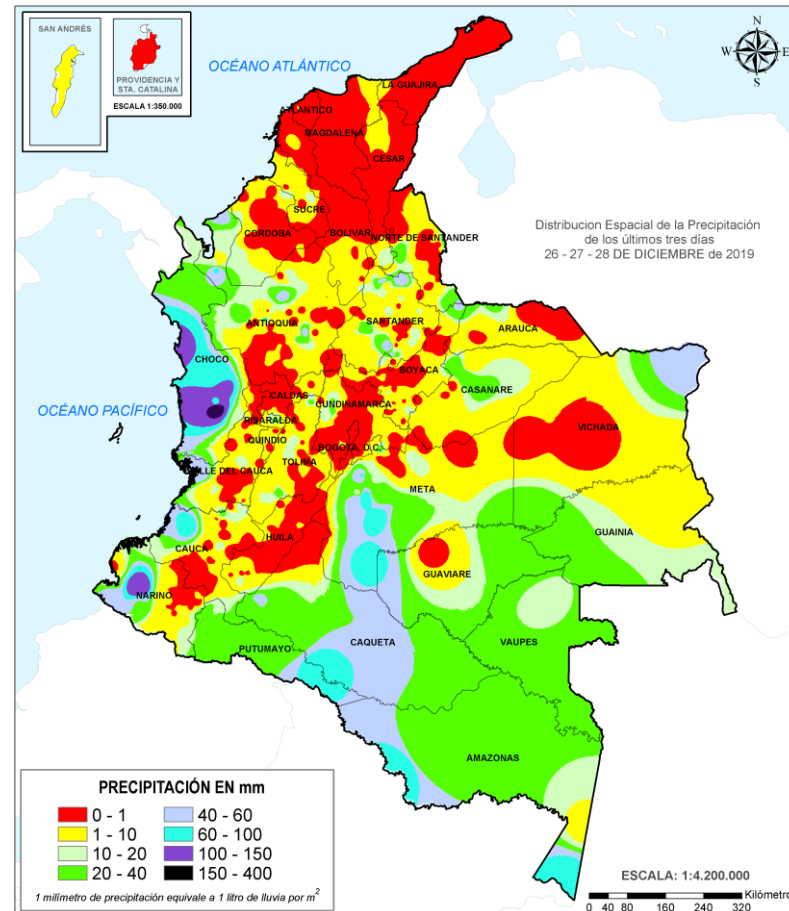 SAN ANDRÉS
PROVIDENCIA Y
STA. CATALINA
ESCALA 1:350.000
N
W
E
S
OCÉANO ATLÁNTICO
LA GUAJIRA
ATLANTICO
MAGDALENA
CESAR
SUCRE
CORDOBA
BOLIVAR
NORTE DE SANTANDER
Distribucion Espacial de la Precipitación
de los últimos tres días
26 - 27 - 28 DE DICIEMBRE de 2019
ANTIOQUIA
SANTANDER
ARAUCA
CHOCO
BOYACA
CASANARE
OCÉANO PACÍFICO
CALDAS
CUNDINAMARCA
RISARALDA
VICHADA
QUINDIO
BOGOTA, D.C.
TOLIMA
VALLE DEL CAUCA
META
GUAINIA
CAUCA
HUILA
GUAVIARE
NARIÑO
PUTUMAYO
CAQUETA
VAUPES
AMAZONAS
PRECIPITACIÓN EN mm
0 - 1
40 - 60
1 - 10
60 - 100
10 - 20
100 - 150
20 - 40
150 - 400
1 milímetro de precipitación equivale a 1 litro de lluvia por m²
ESCALA: 1:4.200.000
Kilómetro
0 40 80 160 240 320